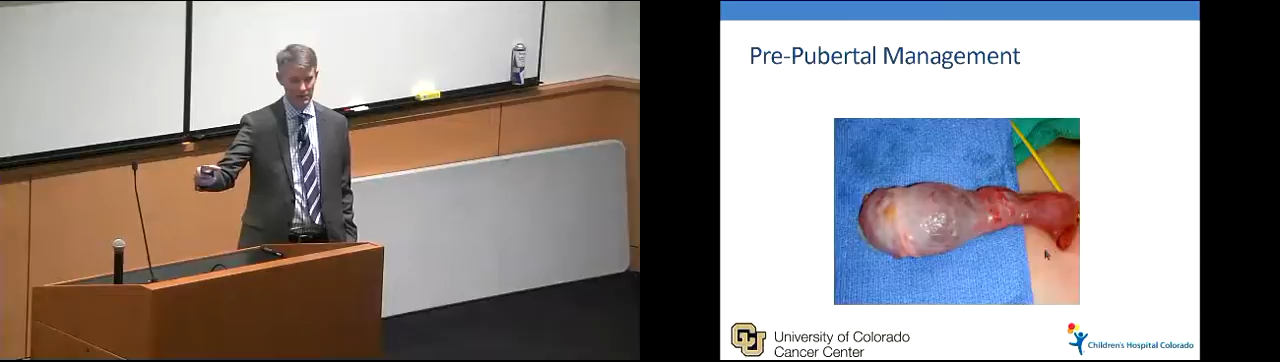 Pre-Pubertal Management
University of Colorado
Cancer Center
Children's Hospital Colorado